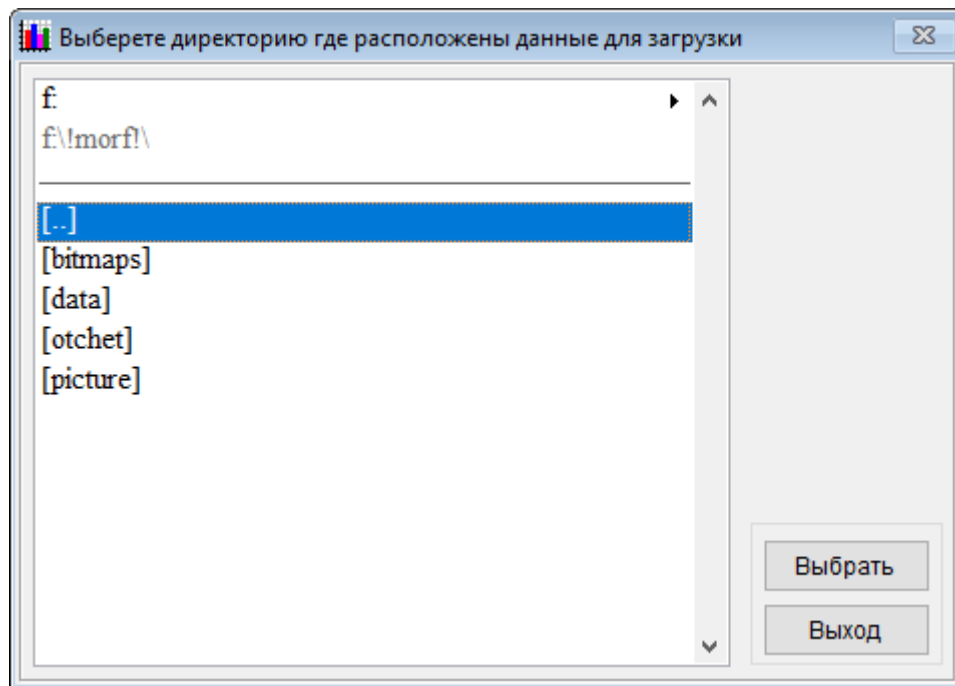 Выберете директорию где расположены данные для загрузки
f:
f:\!morf!\
[..]
[bitmaps]
[data]
[otchet]
[picture]
Выбрать
Выход